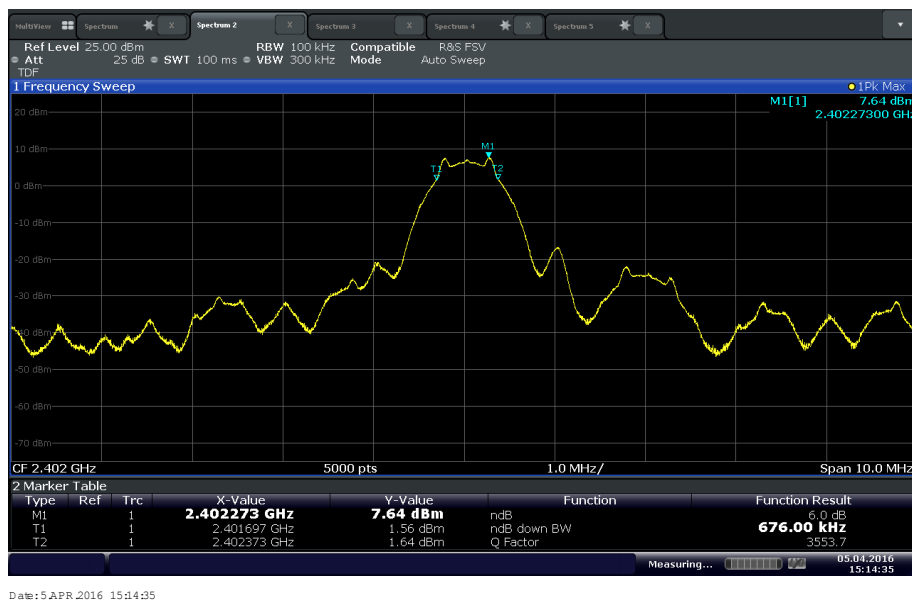 MultiView Spectrum X Spectrum 2 X Spectrum 3 X Spectrum 4 X Spectrum 5 X
Ref Level 25.00 dBm RBW 100 kHz Compatible R&S FSV
Att 25 dB SWT 100 ms VBW 300 kHz Mode Auto Sweep
TDF
1 Frequency Sweep 1Pk Max
M1[1] 7.64 dBm
2.40227300 GHz
20 dBm
10 dBm
M1
T1 T2
0 dBm
-10 dBm
-20 dBm
-30 dBm
-40 dBm
-50 dBm
-60 dBm
-70 dBm
CF 2.402 GHz 5000 pts 1.0 MHz/ Span 10.0 MHz
2 Marker Table
Type Ref Trc X-Value Y-Value Function Function Result
M1 1 2.402273 GHz 7.64 dBm ndB 6.0 dB
T1 1 2.401697 GHz 1.56 dBm ndB down BW 676.00 kHz
T2 1 2.402373 GHz 1.64 dBm Q Factor 3553.7
Measuring... 05.04.2016
15:14:35
Date: 5.APR.2016 15:14:35